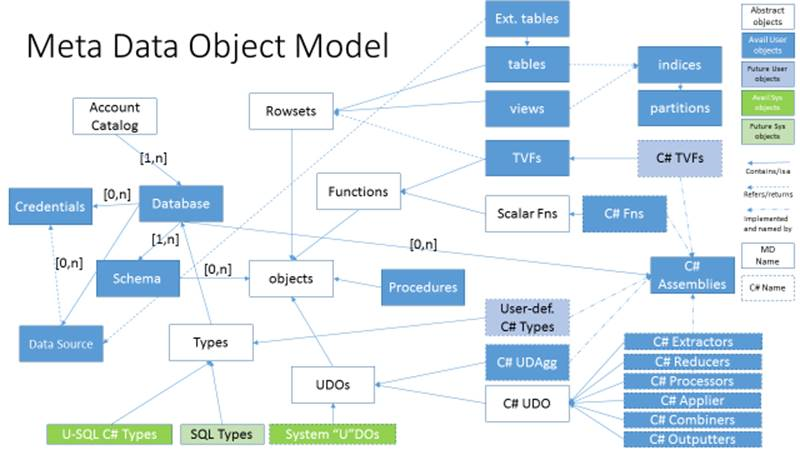 Meta Data Object Model
Ext. tables
Abstract
objects
Avail User
objects
Future User
objects
Avail Sys
objects
Future Sys
objects
tables
indices
views
partitions
Rowsets
Account
Catalog
[1,n]
TVFs
C# TVFs
Contains/isa
Refers/returns
Implemented
and named by
MD
Name
C# Name
Functions
Scalar Fns
C# Fns
Credentials
[0,n]
Database
[1,n]
[0,n]
[0,n]
Schema
[0,n]
objects
Procedures
C#
Assemblies
Data Source
Types
User-def.
C# Types
C# UDAgg
UDOs
C# UDO
C# Extractors
C# Reducers
C# Processors
C# Applier
C# Combiners
C# Outputters
U-SQL C# Types
SQL Types
System “U”DOs